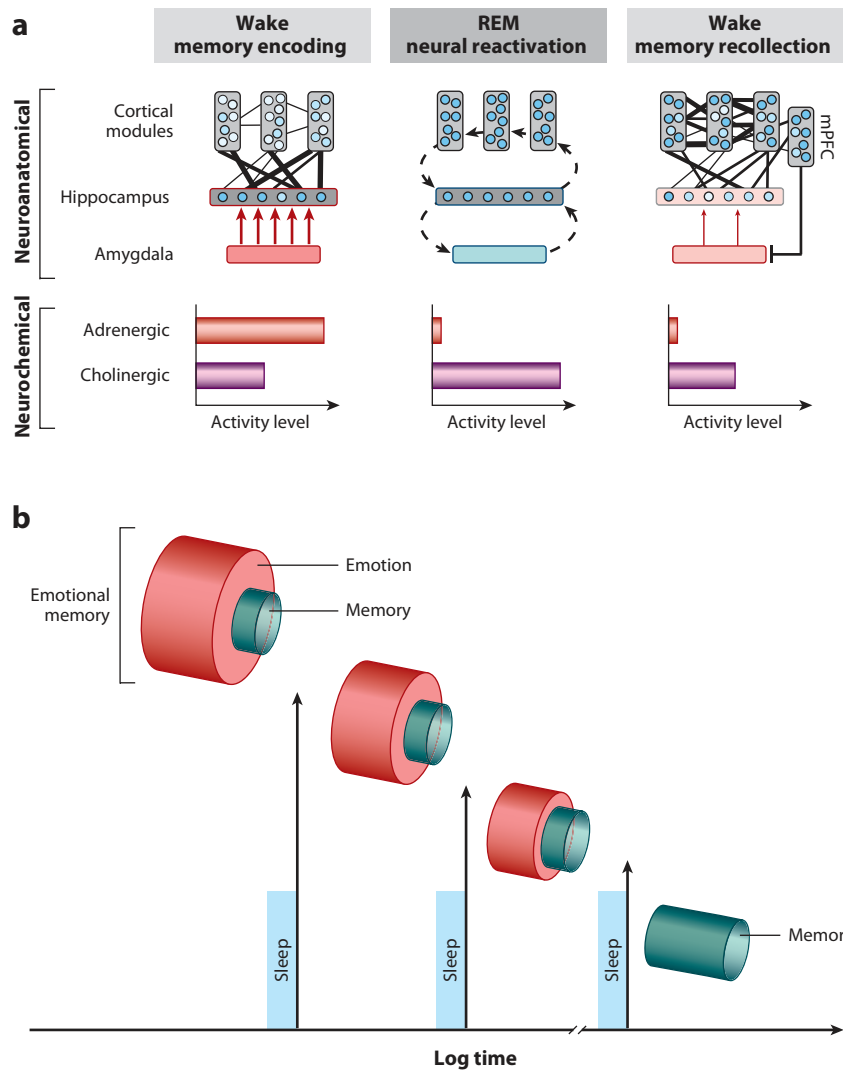 a
Wake
memory encoding
REM
neural reactivation
Wake
memory recollection
Neuroanatomical
Cortical
modules
mPFC
Hippocampus
Amygdala
Neurochemical
Adrenergic
Cholinergic
Activity level
Activity level
Activity level
b
Emotional
memory
Emotion
Memory
Sleep
Sleep
Sleep
Memor
Log time